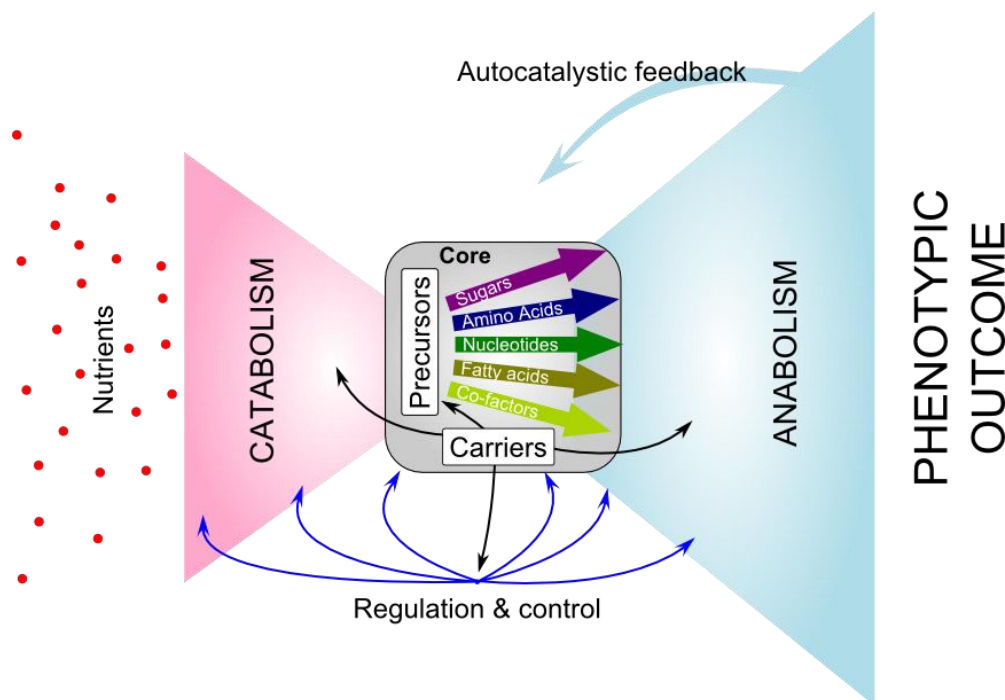 Autocatalystic feedback
Nutrients
CATABOLISM
Core
Precursors
Sugars
Amino Acids
Nucleotides
Fatty acids
Co-factors
Carriers
ANABOLISM
PHENOTYPIC
OUTCOME
Regulation & control